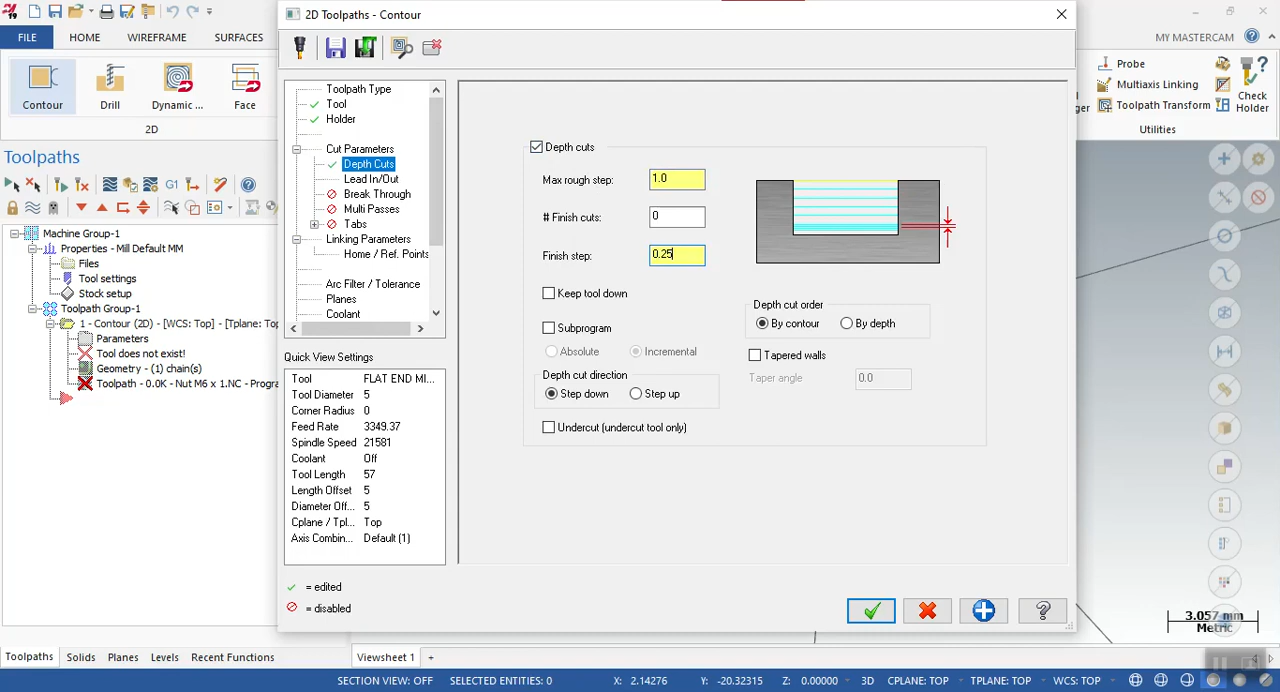 19
2D Toolpaths - Contour
FILE
HOME
WIREFRAME
SURFACES
MY MASTERCAM
Contour
Drill
Dynamic ...
Face
2D
Probe
Multiaxis Linking
Toolpath Transform
Check
Holder
ger
Utilities
Toolpaths
G1
Machine Group-1
Properties - Mill Default MM
Files
Tool settings
Stock setup
Toolpath Group-1
1 - Contour (2D) - [WCS: Top] - [Tplane: Top
Parameters
Tool does not exist!
Geometry - (1) chain(s)
Toolpath - 0.0K - Nut M6 x 1.NC - Progra
Toolpath Type
Tool
Holder
Cut Parameters
Depth Cuts
Lead In/Out
Break Through
Multi Passes
Tabs
Linking Parameters
Home / Ref. Points
Arc Filter / Tolerance
Planes
Coolant
Quick View Settings
Tool FLAT END MI...
Tool Diameter 5
Corner Radius 0
Feed Rate 3349.37
Spindle Speed 21581
Coolant Off
Tool Length 57
Length Offset 5
Diameter Off... 5
Cplane / Tpl... Top
Axis Combin... Default (1)
= edited
= disabled
Depth cuts
Max rough step: 1.0
# Finish cuts: 0
Finish step: 0.25
Keep tool down
Subprogram
Absolute
Incremental
Depth cut direction
Step down
Step up
Undercut (undercut tool only)
Depth cut order
By contour
By depth
Tapered walls
Taper angle 0.0
3.057 mm
Metric
Toolpaths
Solids
Planes
Levels
Recent Functions
Viewsheet 1
+
SECTION VIEW: OFF
SELECTED ENTITIES: 0
X: 2.14276
Y: -20.32315
Z: 0.00000
3D
CPLANE: TOP
TPLANE: TOP
WCS: TOP